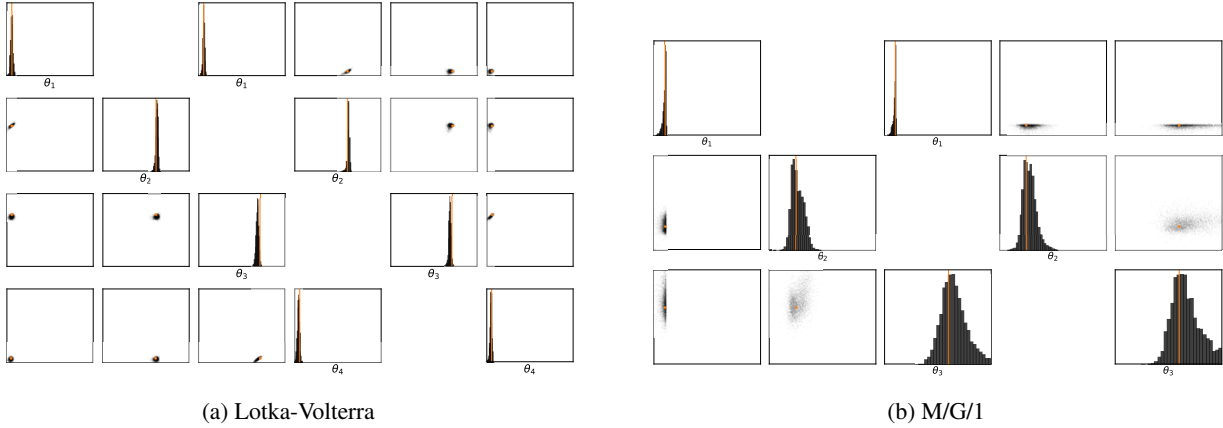 θ₁ θ₁ θ₁ θ₁
θ₂ θ₂ θ₂ θ₂
θ₃ θ₃ θ₃ θ₃
θ₄ θ₄
(a) Lotka-Volterra (b) M/G/1